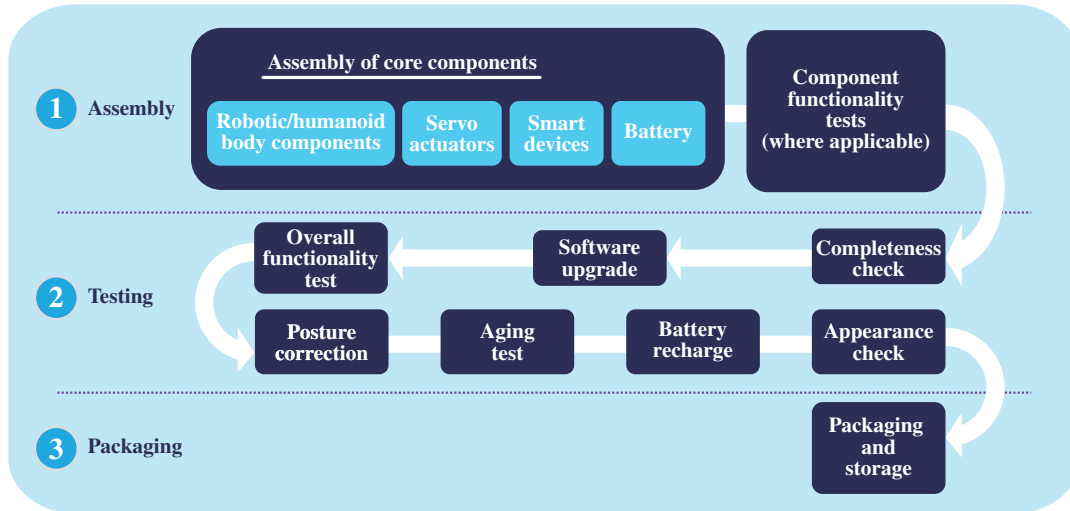 1
Assembly
Assembly of core components
Robotic/humanoid
body components
Servo
actuators
Smart
devices
Battery
Component
functionality
tests
(where applicable)
2
Testing
Completeness
check
Software
upgrade
Overall
functionality
test
Posture
correction
Aging
test
Battery
recharge
Appearance
check
3
Packaging
Packaging
and
storage